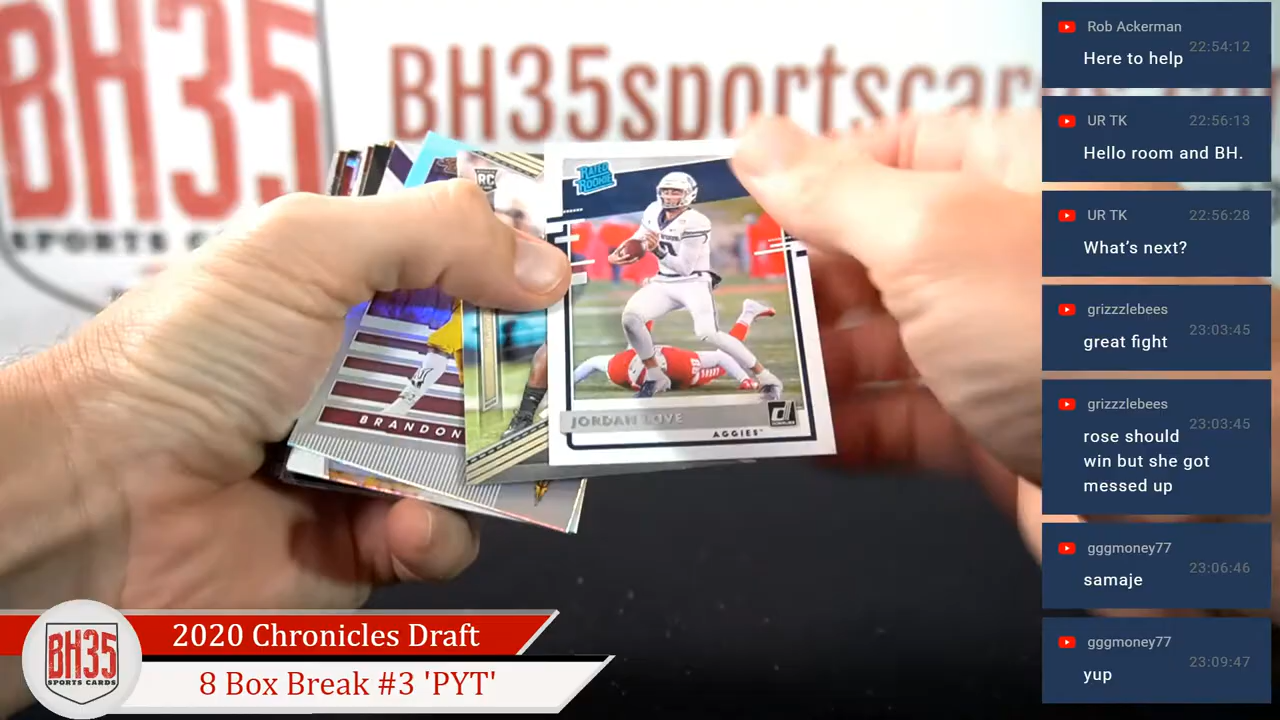 BH35
SPORTS C
BH35sportscar
RATED
ROOKIE
RC
JORDAN LOVE
AGGIES
BRANDON
BH35
SPORTS CARDS
2020 Chronicles Draft
8 Box Break #3 'PYT'
Rob Ackerman
22:54:12
Here to help
UR TK
22:56:13
Hello room and BH.
UR TK
22:56:28
What's next?
grizzzlebees
23:03:45
great fight
grizzzlebees
23:03:45
rose should
win but she got
messed up
gggmoney77
23:06:46
samaje
gggmoney77
23:09:47
yup